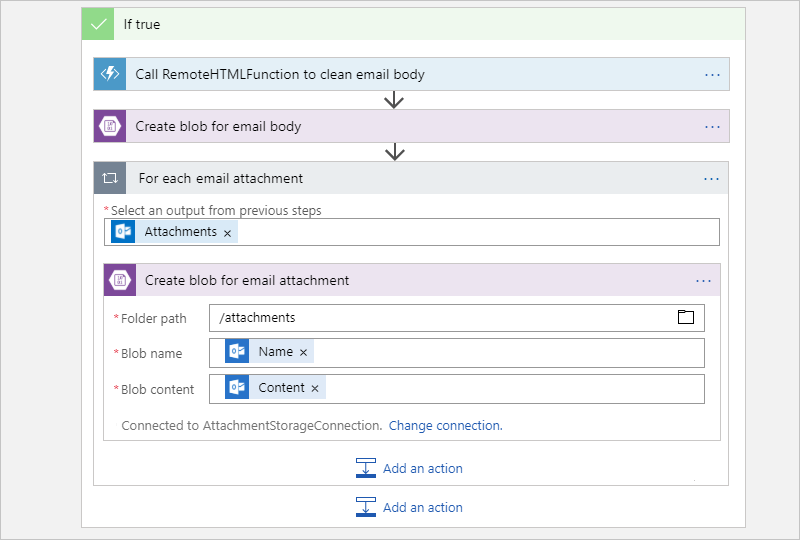 If true
Call RemoteHTMLFunction to clean email body ...
Create blob for email body ...
For each email attachment ...
*Select an output from previous steps
Attachments ×
Create blob for email attachment ...
*Folder path /attachments
*Blob name Name ×
*Blob content Content ×
Connected to AttachmentStorageConnection. Change connection.
Add an action
Add an action